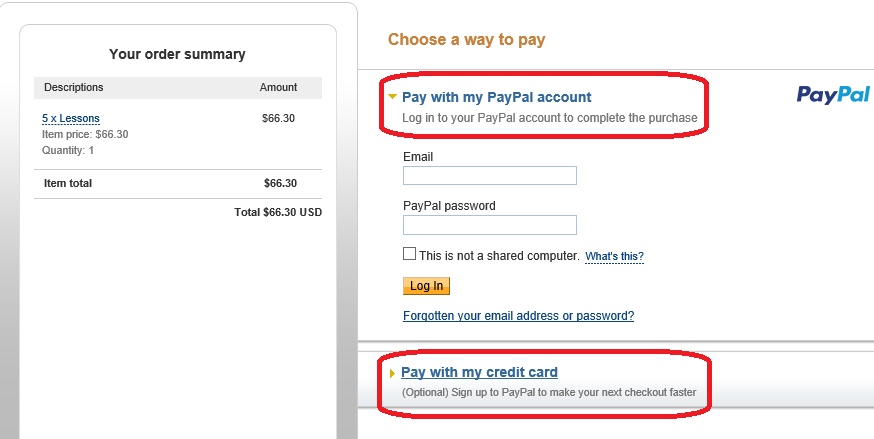 Your order summary
Descriptions Amount
5 x Lessons $66.30
Item price: $66.30
Quantity: 1
Item total $66.30
Total $66.30 USD
Choose a way to pay
Pay with my PayPal account
PayPal
Log in to your PayPal account to complete the purchase
Email
PayPal password
This is not a shared computer. What's this?
Log In
Forgotten your email address or password?
Pay with my credit card
(Optional) Sign up to PayPal to make your next checkout faster